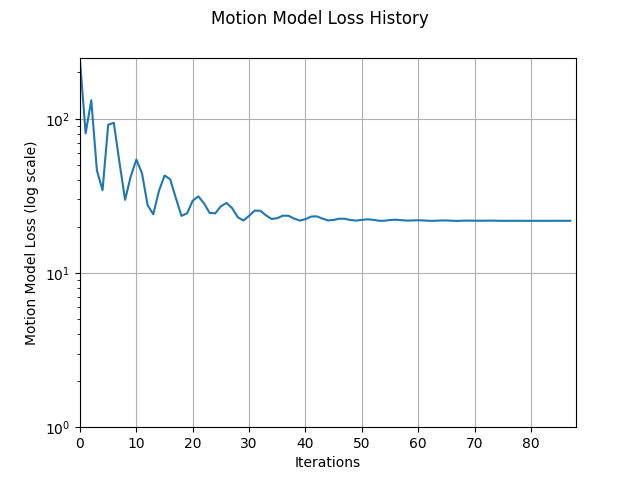 Motion Model Loss History
Motion Model Loss (log scale)
10²
10¹
10⁰
0 10 20 30 40 50 60 70 80
Iterations